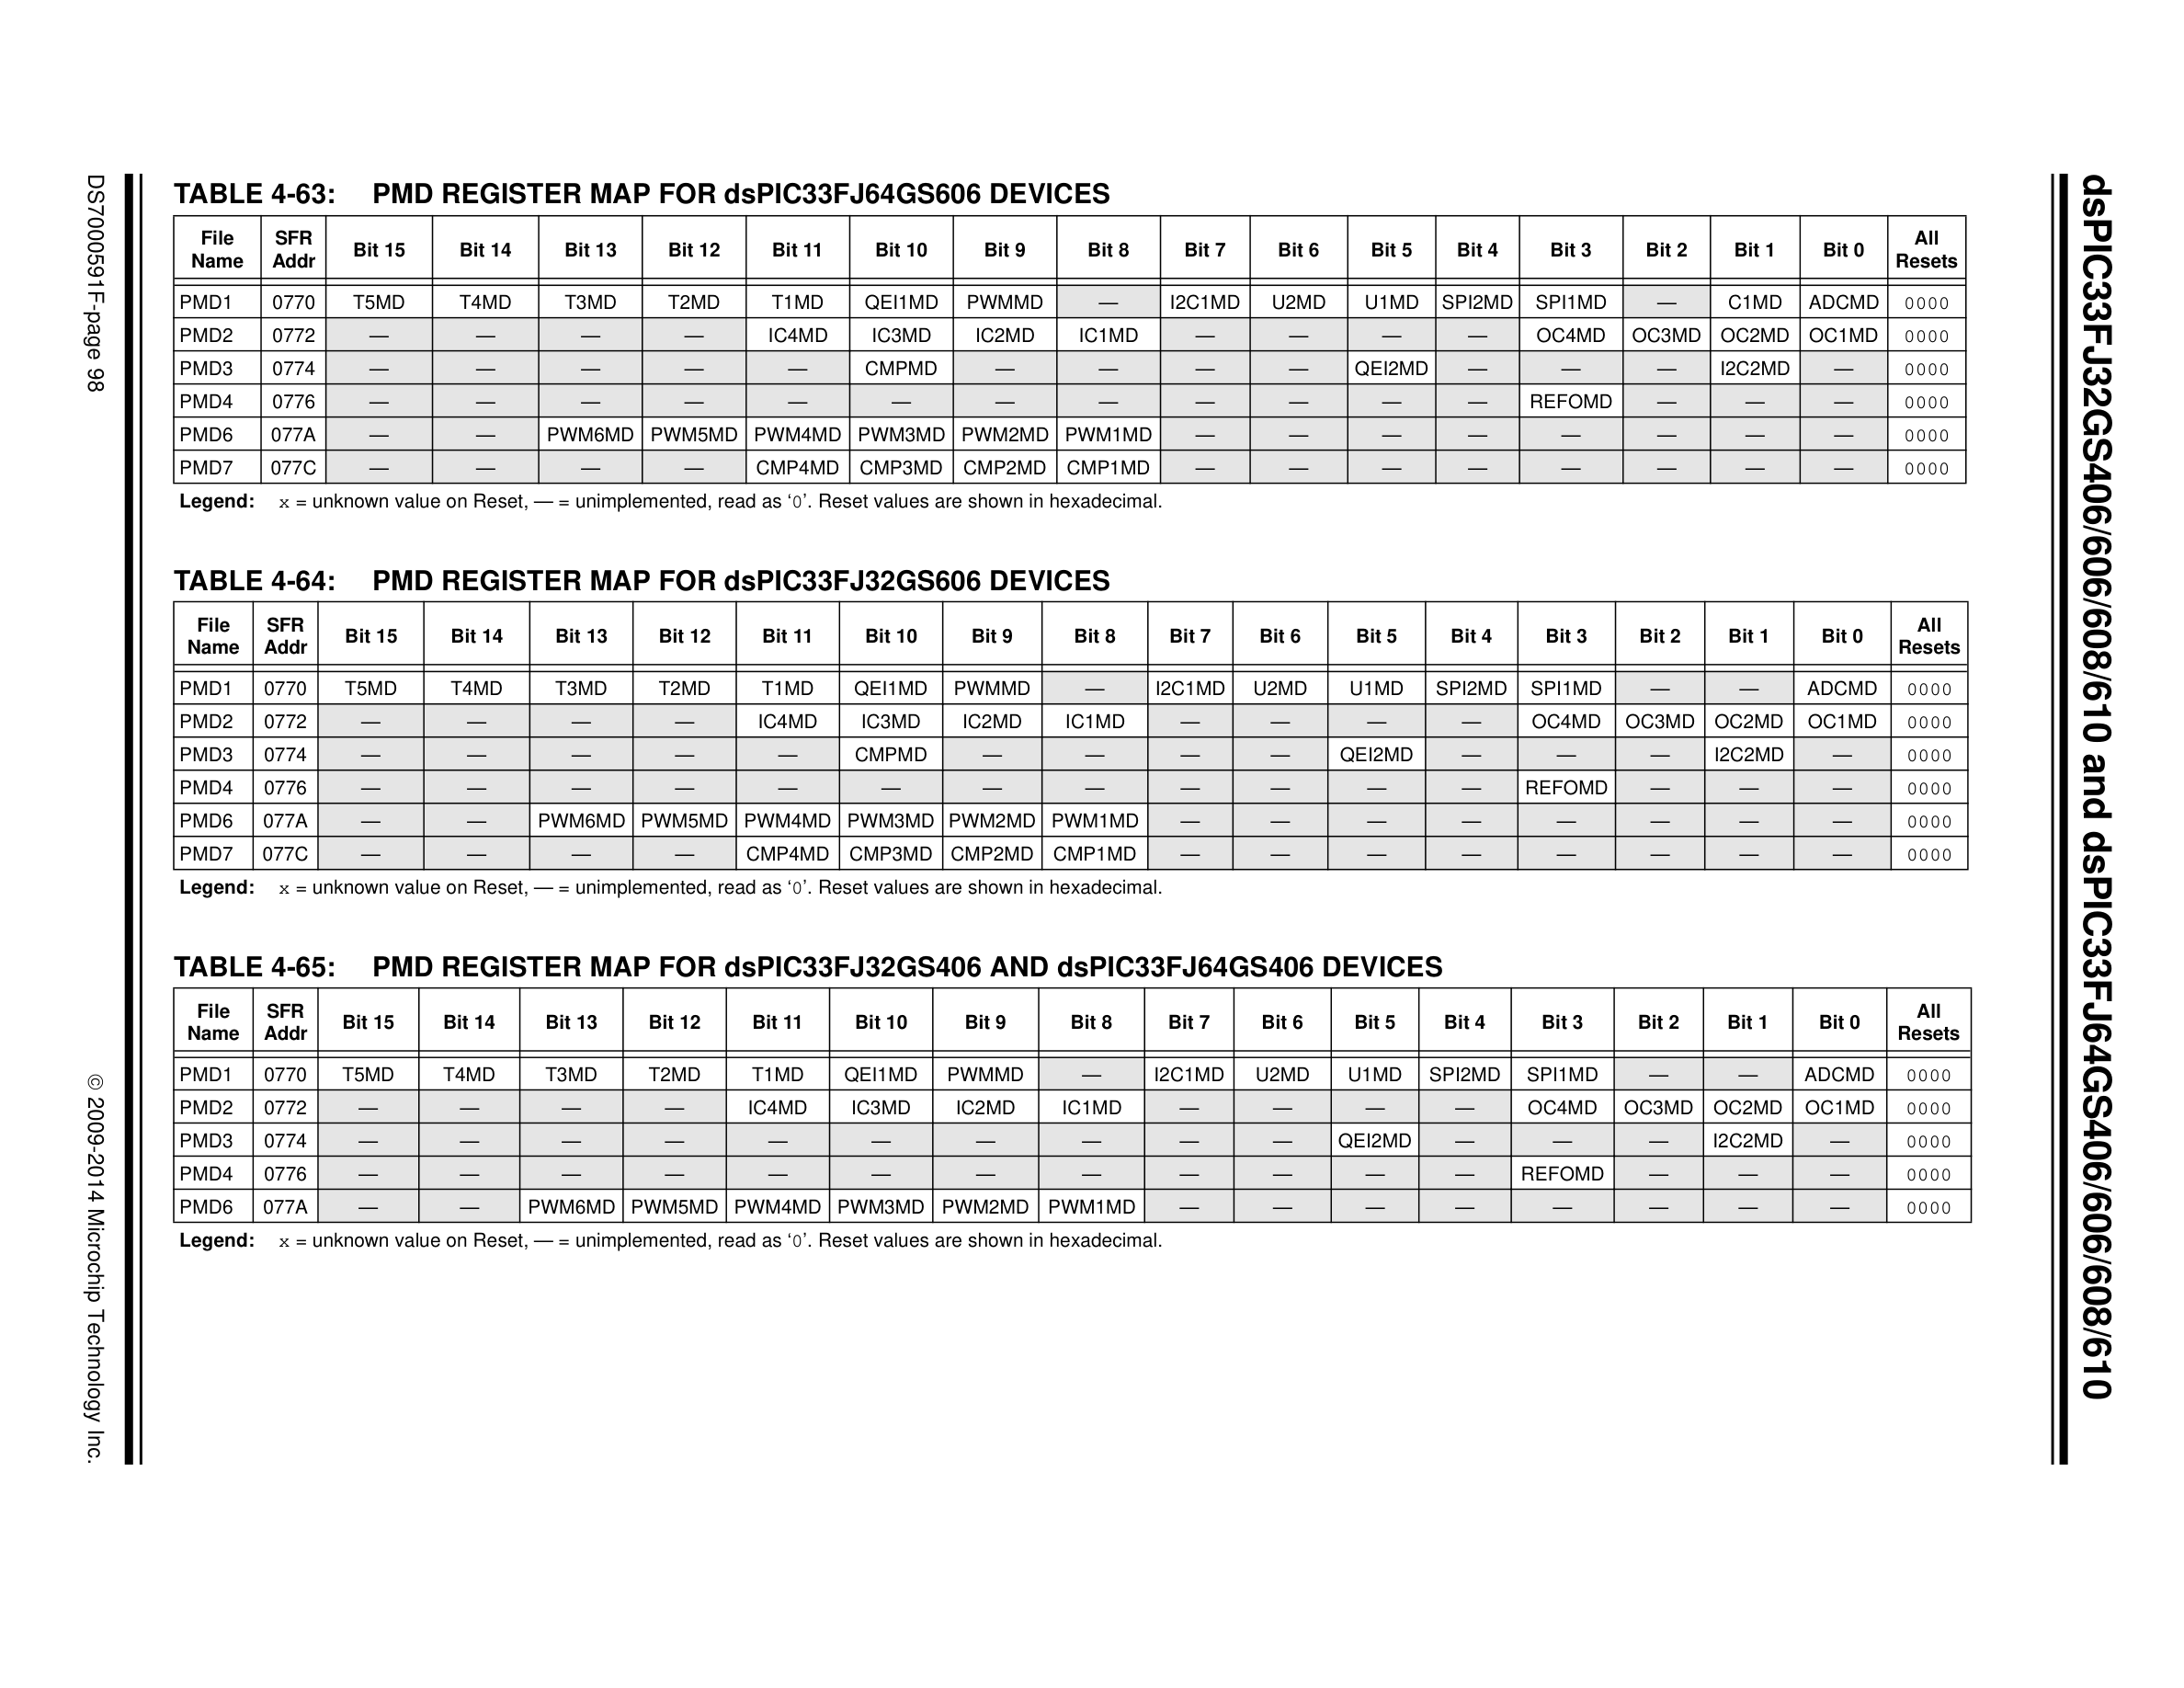 dsPIC33FJ32GS406/606/608/610 and dsPIC33FJ64GS406/606/608/610
TABLE 4-63: PMD REGISTER MAP FOR dsPIC33FJ64GS606 DEVICES
File Name SFR Addr Bit 15 Bit 14 Bit 13 Bit 12 Bit 11 Bit 10 Bit 9 Bit 8 Bit 7 Bit 6 Bit 5 Bit 4 Bit 3 Bit 2 Bit 1 Bit 0 All Resets
PMD1 0770 T5MD T4MD T3MD T2MD T1MD QEI1MD PWMMD — I2C1MD U2MD U1MD SPI2MD SPI1MD — C1MD ADCMD 0000
PMD2 0772 — — — — IC4MD IC3MD IC2MD IC1MD — — — — OC4MD OC3MD OC2MD OC1MD 0000
PMD3 0774 — — — — — CMPMD — — — — QEI2MD — — — I2C2MD — 0000
PMD4 0776 — — — — — — — — — — — — REFOMD — — — 0000
PMD6 077A — — PWM6MD PWM5MD PWM4MD PWM3MD PWM2MD PWM1MD — — — — — — — — 0000
PMD7 077C — — — — CMP4MD CMP3MD CMP2MD CMP1MD — — — — — — — — 0000
Legend: x = unknown value on Reset, — = unimplemented, read as ‘0’. Reset values are shown in hexadecimal.
TABLE 4-64: PMD REGISTER MAP FOR dsPIC33FJ32GS606 DEVICES
File Name SFR Addr Bit 15 Bit 14 Bit 13 Bit 12 Bit 11 Bit 10 Bit 9 Bit 8 Bit 7 Bit 6 Bit 5 Bit 4 Bit 3 Bit 2 Bit 1 Bit 0 All Resets
PMD1 0770 T5MD T4MD T3MD T2MD T1MD QEI1MD PWMMD — I2C1MD U2MD U1MD SPI2MD SPI1MD — — ADCMD 0000
PMD2 0772 — — — — IC4MD IC3MD IC2MD IC1MD — — — — OC4MD OC3MD OC2MD OC1MD 0000
PMD3 0774 — — — — — CMPMD — — — — QEI2MD — — — I2C2MD — 0000
PMD4 0776 — — — — — — — — — — — — REFOMD — — — 0000
PMD6 077A — — PWM6MD PWM5MD PWM4MD PWM3MD PWM2MD PWM1MD — — — — — — — — 0000
PMD7 077C — — — — CMP4MD CMP3MD CMP2MD CMP1MD — — — — — — — — 0000
Legend: x = unknown value on Reset, — = unimplemented, read as ‘0’. Reset values are shown in hexadecimal.
TABLE 4-65: PMD REGISTER MAP FOR dsPIC33FJ32GS406 AND dsPIC33FJ64GS406 DEVICES
File Name SFR Addr Bit 15 Bit 14 Bit 13 Bit 12 Bit 11 Bit 10 Bit 9 Bit 8 Bit 7 Bit 6 Bit 5 Bit 4 Bit 3 Bit 2 Bit 1 Bit 0 All Resets
PMD1 0770 T5MD T4MD T3MD T2MD T1MD QEI1MD PWMMD — I2C1MD U2MD U1MD SPI2MD SPI1MD — — ADCMD 0000
PMD2 0772 — — — — IC4MD IC3MD IC2MD IC1MD — — — — OC4MD OC3MD OC2MD OC1MD 0000
PMD3 0774 — — — — — — — — — — QEI2MD — — — I2C2MD — 0000
PMD4 0776 — — — — — — — — — — — — REFOMD — — — 0000
PMD6 077A — — PWM6MD PWM5MD PWM4MD PWM3MD PWM2MD PWM1MD — — — — — — — — 0000
Legend: x = unknown value on Reset, — = unimplemented, read as ‘0’. Reset values are shown in hexadecimal.
DS70000591F-page 98
© 2009-2014 Microchip Technology Inc.